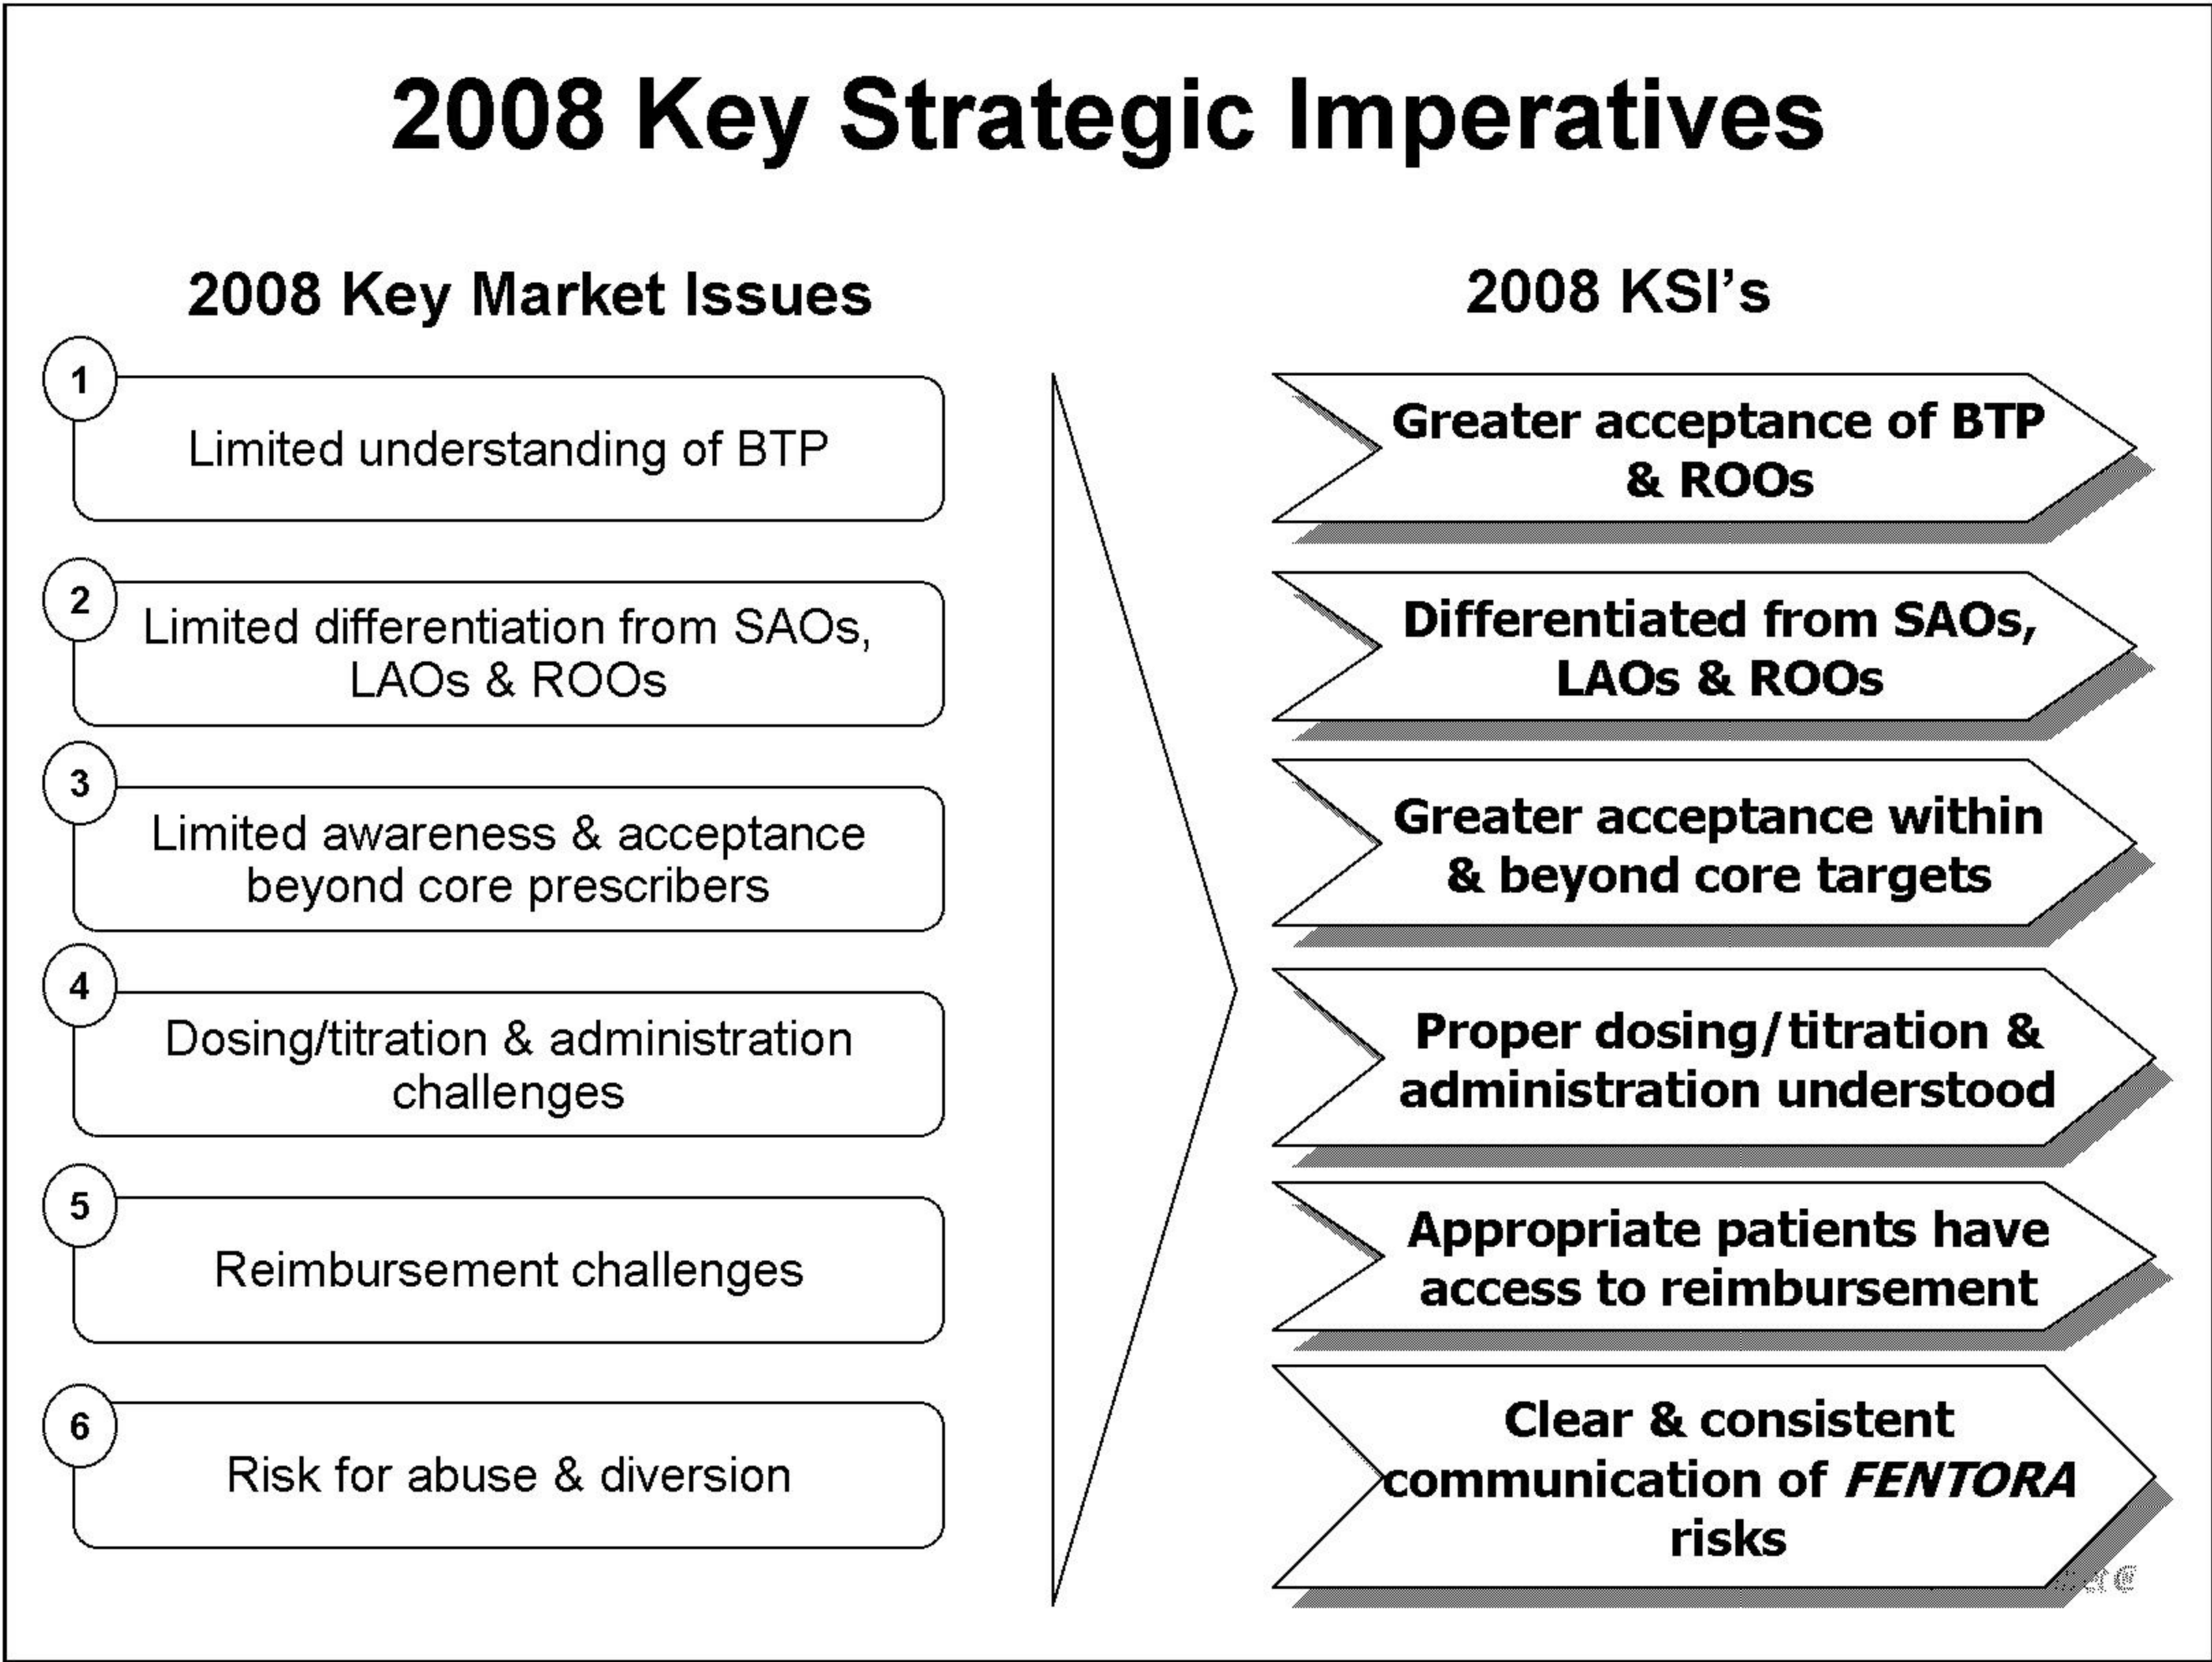 2008 Key Strategic Imperatives
2008 Key Market Issues
1
Limited understanding of BTP
2
Limited differentiation from SAOs,
LAOs & ROOs
3
Limited awareness & acceptance
beyond core prescribers
4
Dosing/titration & administration
challenges
5
Reimbursement challenges
6
Risk for abuse & diversion
2008 KSI's
Greater acceptance of BTP
& ROOs
Differentiated from SAOs,
LAOs & ROOs
Greater acceptance within
& beyond core targets
Proper dosing/titration &
administration understood
Appropriate patients have
access to reimbursement
Clear & consistent
communication of FENTORA
risks